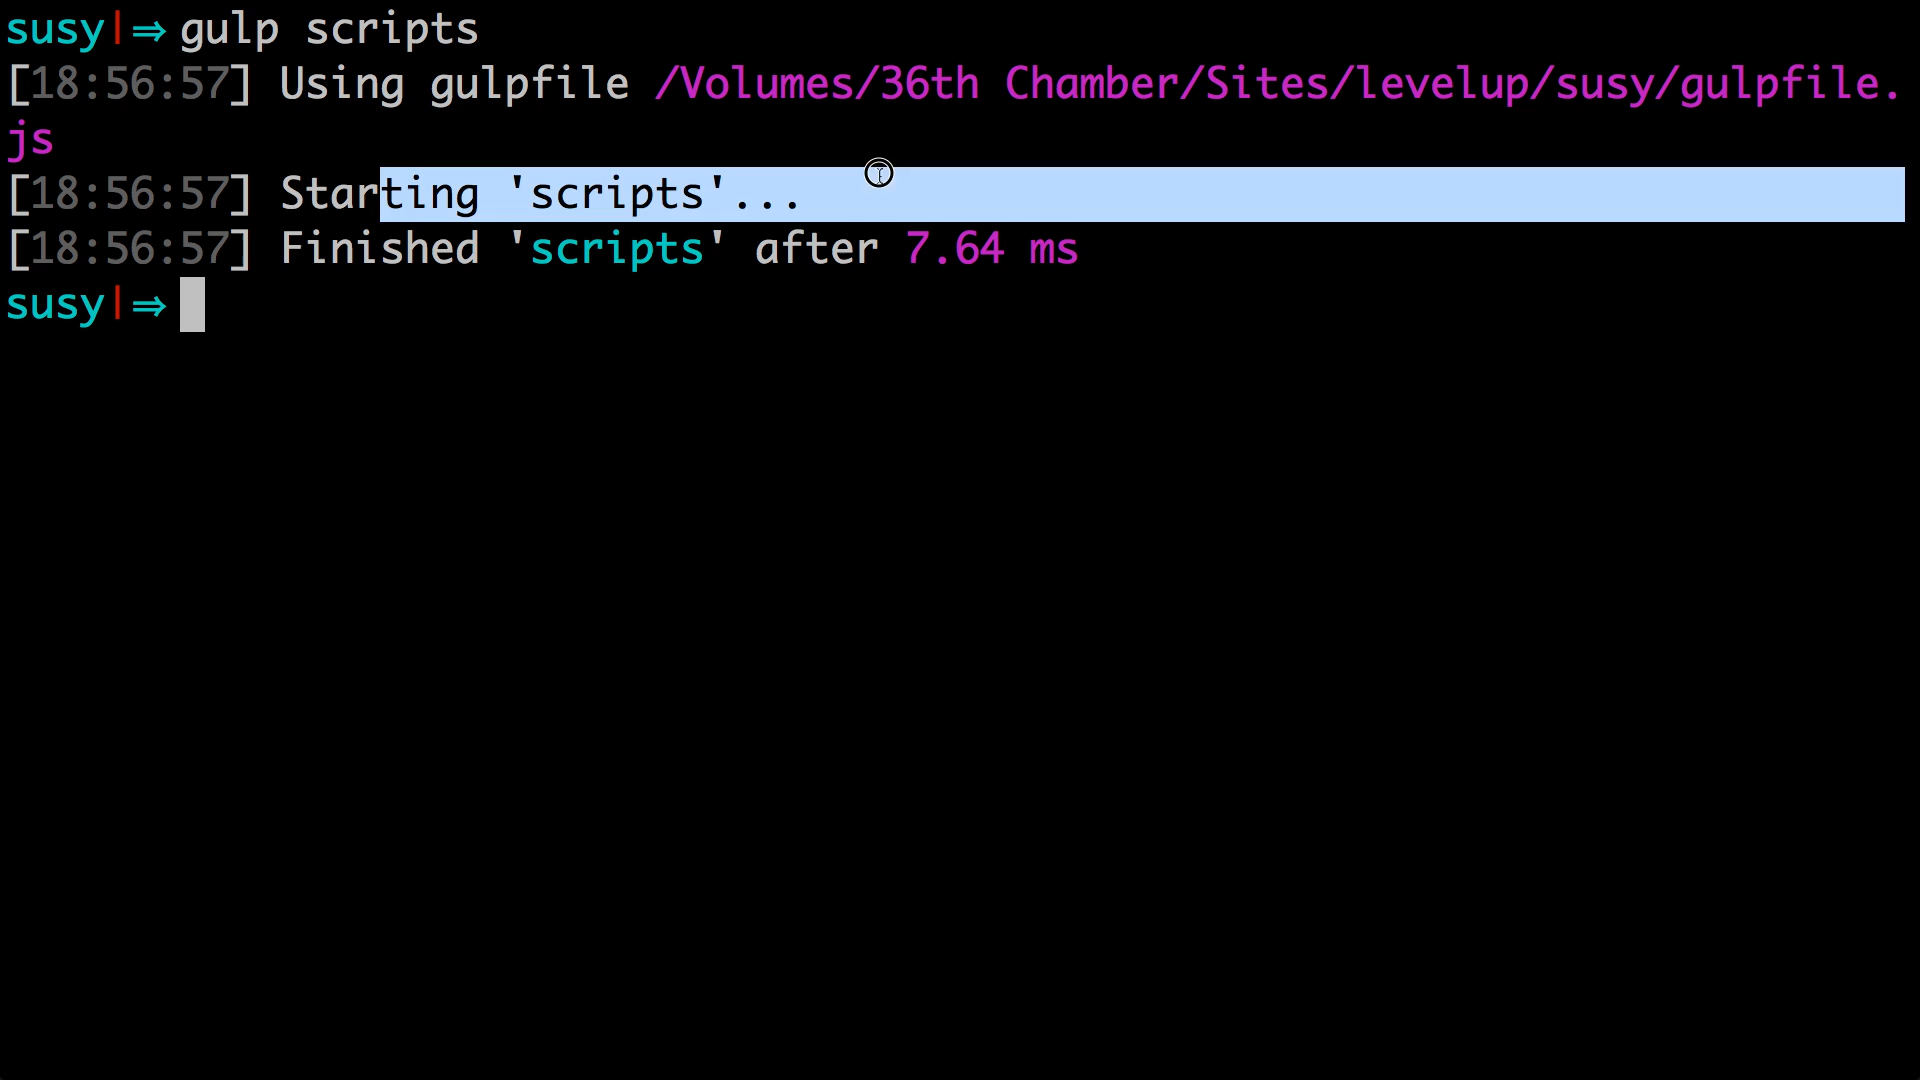 susy|⇒ gulp scripts
[18:56:57] Using gulpfile /Volumes/36th Chamber/Sites/levelup/susy/gulpfile.
js
[18:56:57] Starting 'scripts'...
[18:56:57] Finished 'scripts' after 7.64 ms
susy|⇒